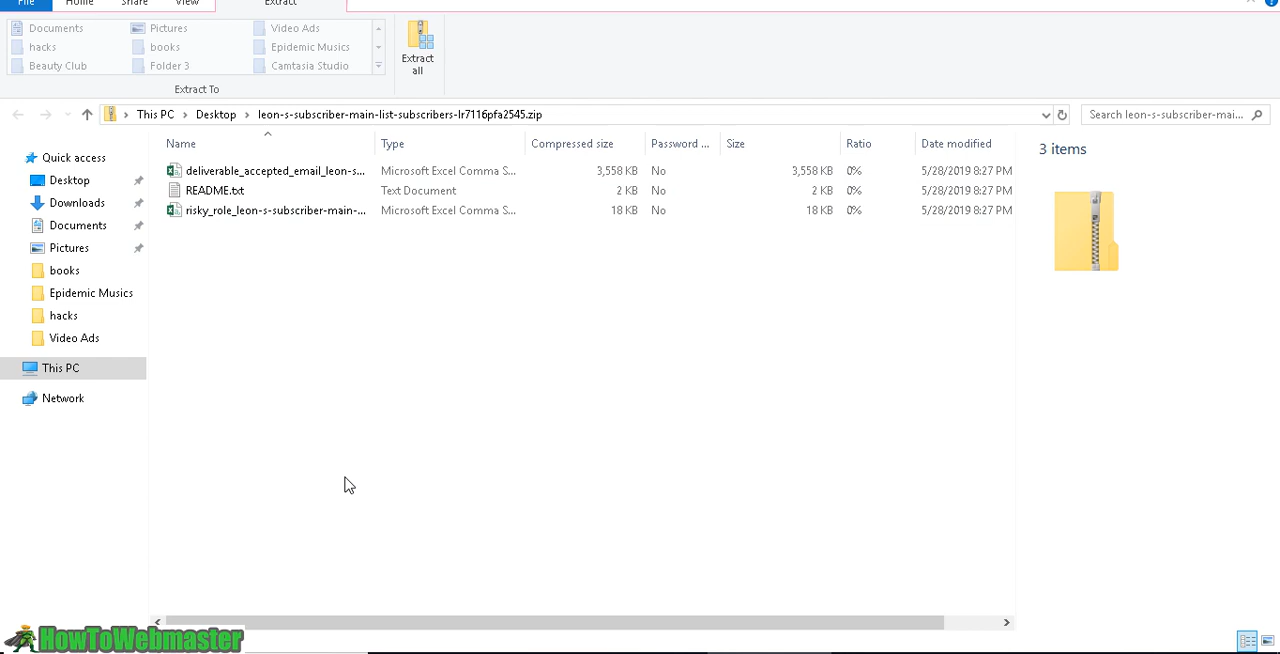 File Home Share View Extract
Documents Pictures Video Ads
hacks books Epidemic Musics
Beauty Club Folder 3 Camtasia Studio
Extract all
Extract To
This PC > Desktop > leon-s-subscriber-main-list-subscribers-lr7116pfa2545.zip
Search leon-s-subscriber-mai...
Name Type Compressed size Password ... Size Ratio Date modified
deliverable_accepted_email_leon-s... Microsoft Excel Comma S... 3,558 KB No 3,558 KB 0% 5/28/2019 8:27 PM
README.txt Text Document 2 KB No 2 KB 0% 5/28/2019 8:27 PM
risky_role_leon-s-subscriber-main-... Microsoft Excel Comma S... 18 KB No 18 KB 0% 5/28/2019 8:27 PM
Quick access
Desktop
Downloads
Documents
Pictures
books
Epidemic Musics
hacks
Video Ads
This PC
Network
3 items
HowToWebmaster